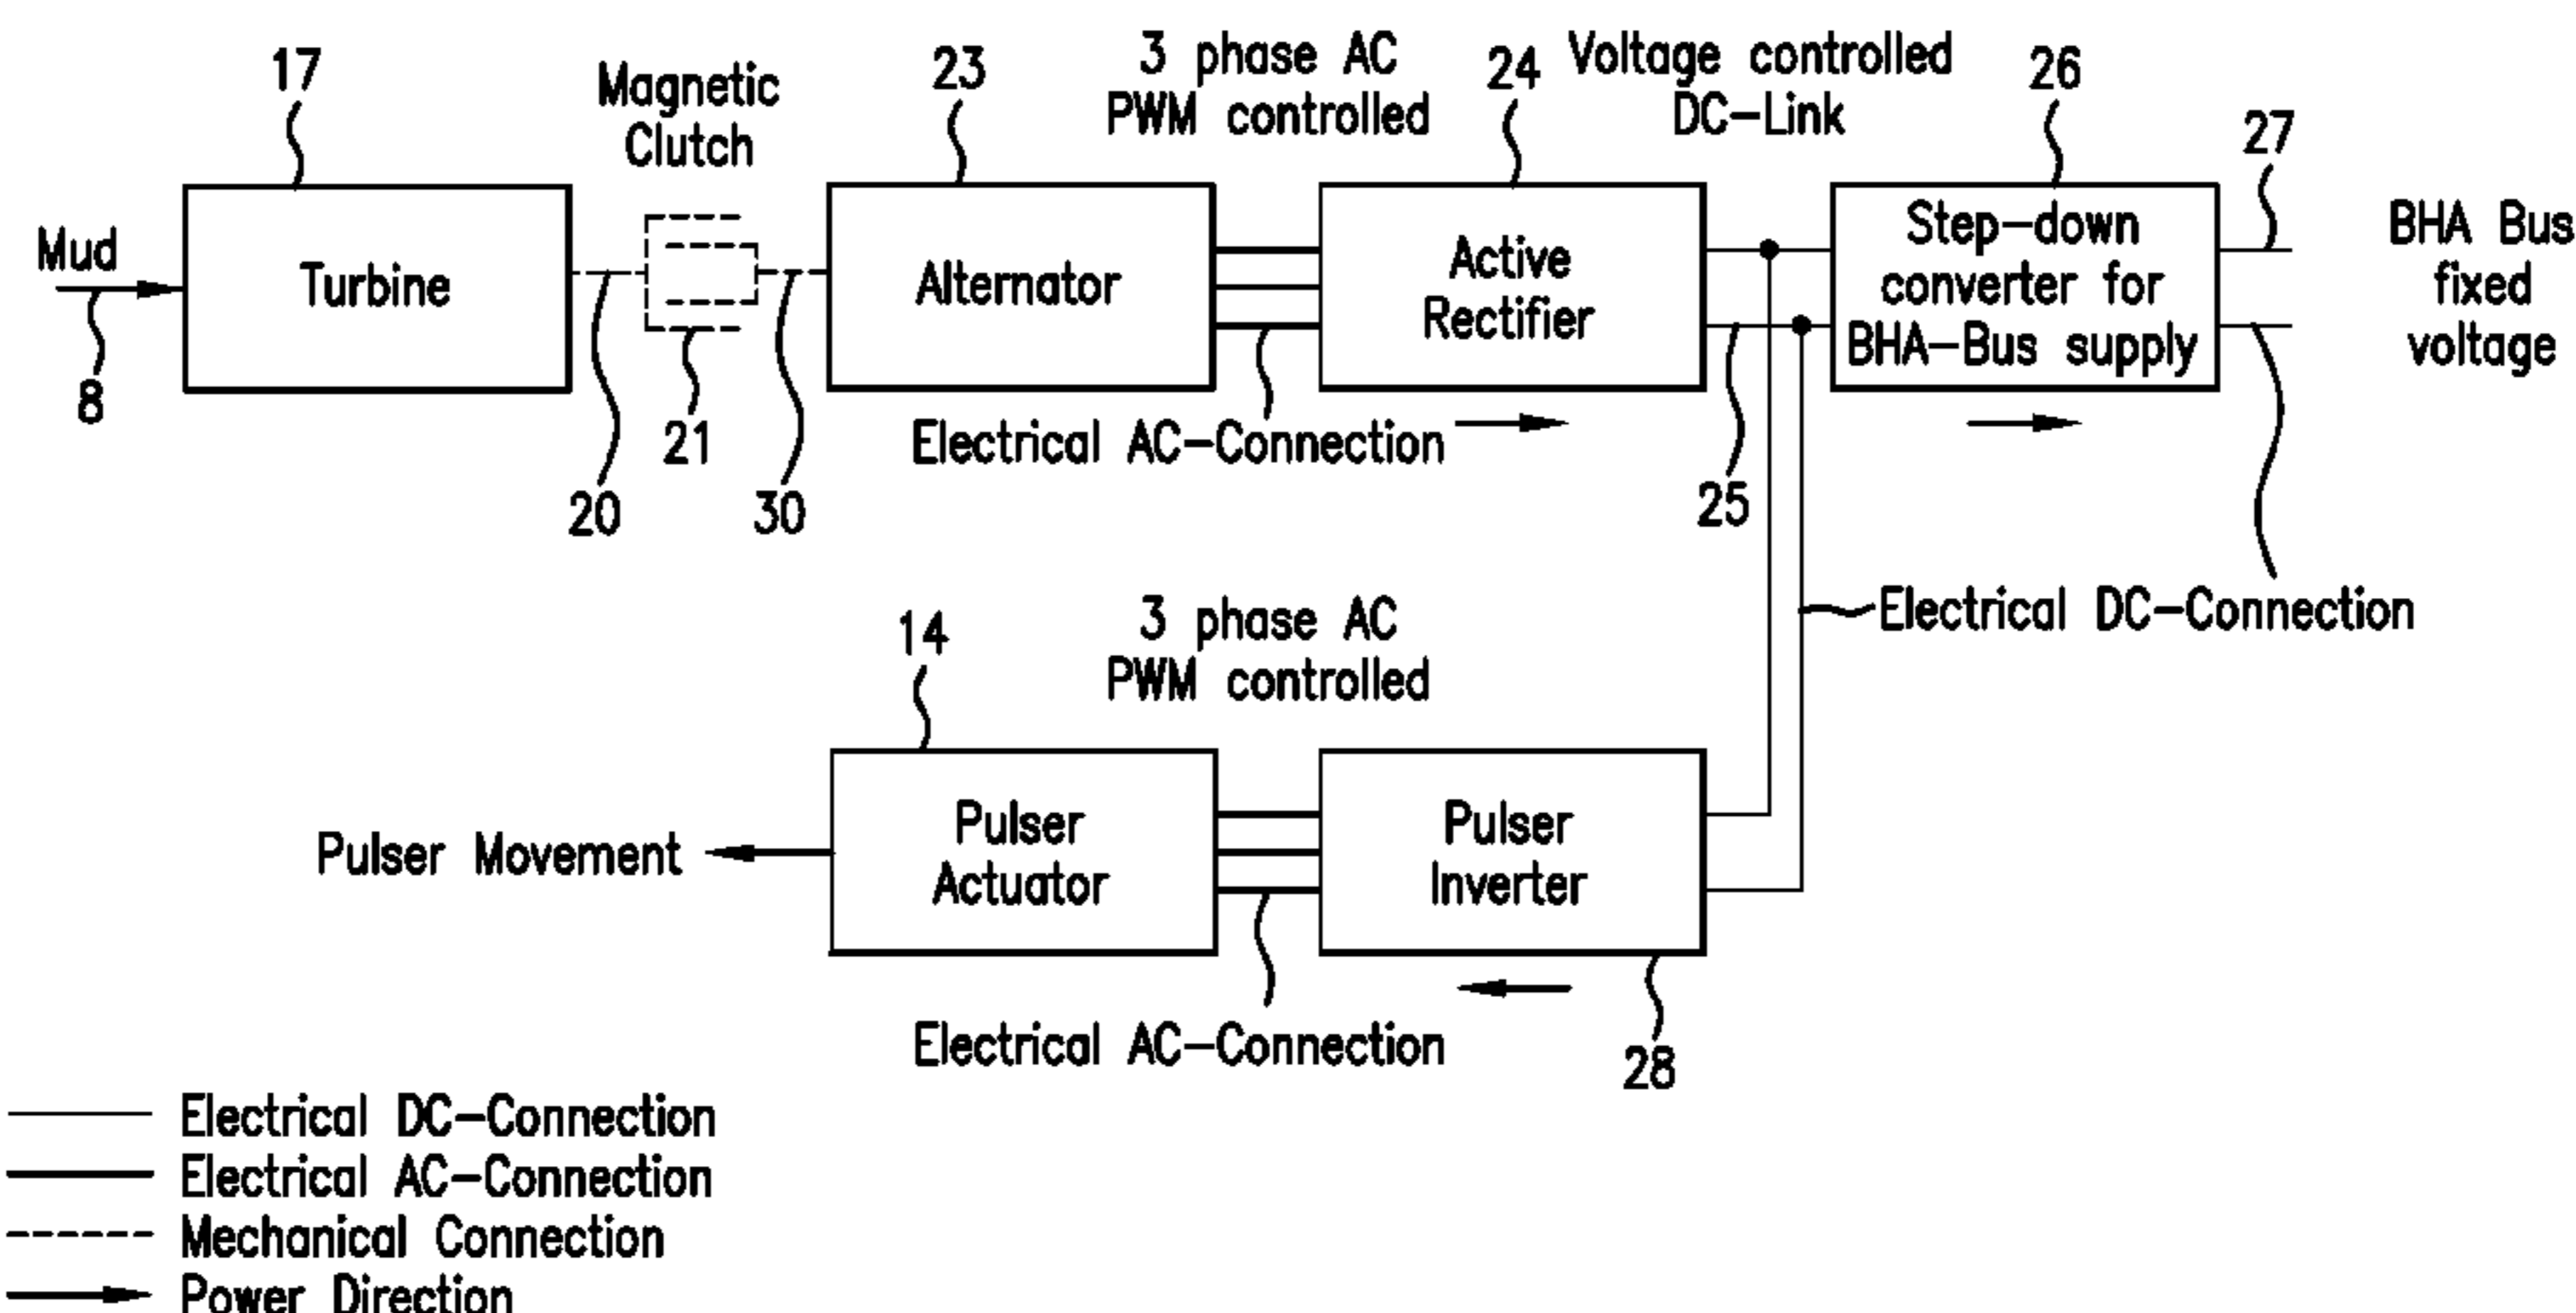 17
Magnetic
Clutch
23
3 phase AC
PWM controlled
24
Voltage controlled
DC-Link
26
27
Mud
8
Turbine
20
21
30
Alternator
Electrical AC-Connection
Active
Rectifier
25
Step-down
converter for
BHA-Bus supply
BHA Bus
fixed
voltage
Electrical DC-Connection
14
3 phase AC
PWM controlled
Pulser Movement
Pulser
Actuator
Pulser
Inverter
Electrical AC-Connection
28
Electrical DC-Connection
Electrical AC-Connection
Mechanical Connection
Power Direction